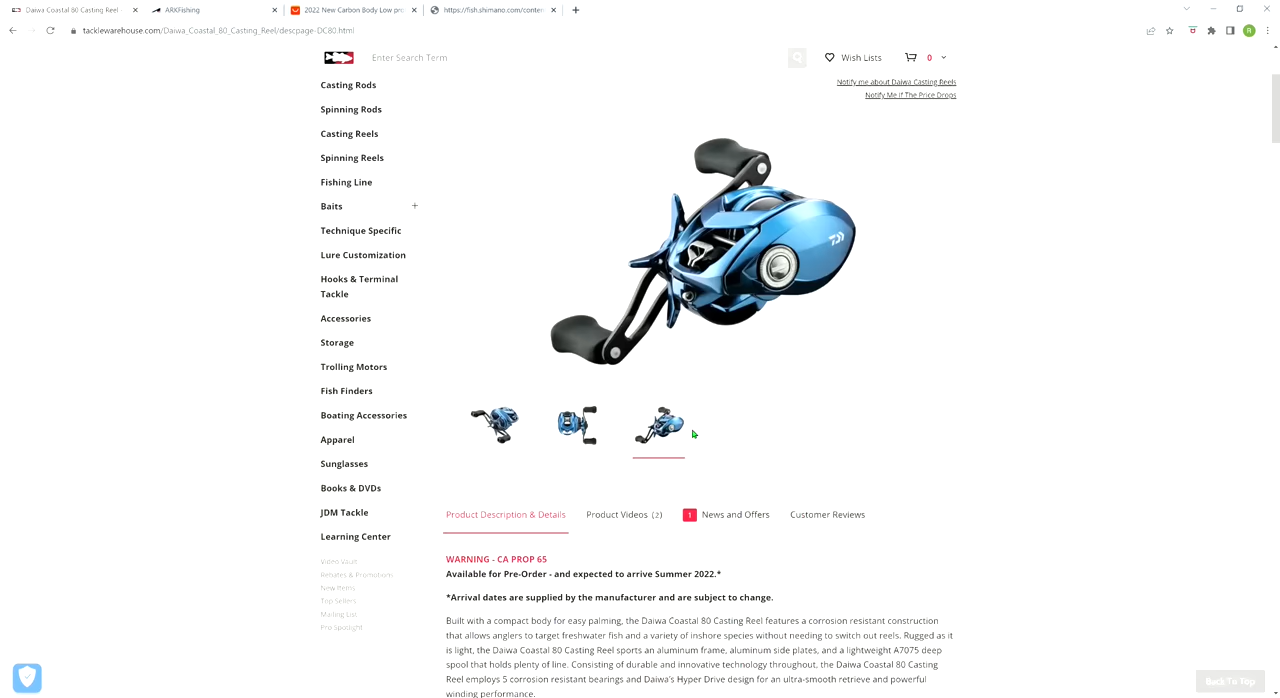 Daiwa Coastal 80 Casting Reel
ARKFishing
2022 New Carbon Body Low pro
https://fish.shimano.com/conten
tacklewarehouse.com/Daiwa_Coastal_80_Casting_Reel/descpage-DC80.html
R
Enter Search Term
Wish Lists
0
Notify me about Daiwa Casting Reels
Notify Me If The Price Drops
Casting Rods
Spinning Rods
Casting Reels
Spinning Reels
Fishing Line
Baits
Technique Specific
Lure Customization
Hooks & Terminal
Tackle
Accessories
Storage
Trolling Motors
Fish Finders
Boating Accessories
Apparel
Sunglasses
Books & DVDs
JDM Tackle
Learning Center
Video Vault
Rebates & Promotions
New Items
Top Sellers
Mailing List
Pro Spotlight
Product Description & Details
Product Videos (2)
1 News and Offers
Customer Reviews
WARNING - CA PROP 65
Available for Pre-Order - and expected to arrive Summer 2022.*
*Arrival dates are supplied by the manufacturer and are subject to change.
Built with a compact body for easy palming, the Daiwa Coastal 80 Casting Reel features a corrosion resistant construction
that allows anglers to target freshwater fish and a variety of inshore species without needing to switch out reels. Rugged as it
is light, the Daiwa Coastal 80 Casting Reel sports an aluminum frame, aluminum side plates, and a lightweight A7075 deep
spool that holds plenty of line. Consisting of durable and innovative technology throughout, the Daiwa Coastal 80 Casting
Reel employs 5 corrosion resistant bearings and Daiwa's Hyper Drive design for an ultra-smooth retrieve and powerful
winding performance.
Back To Top